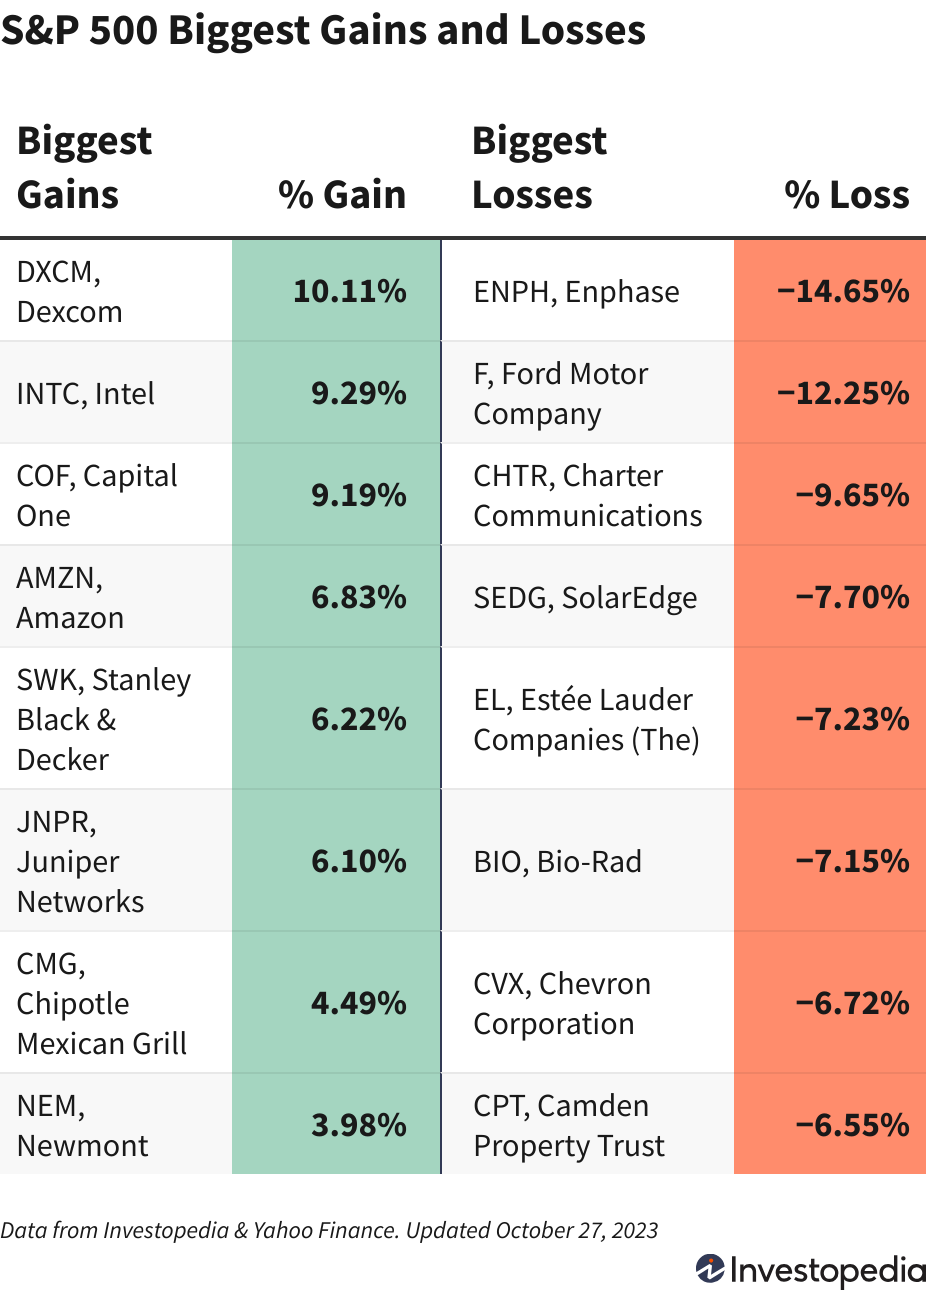 S&P 500 Biggest Gains and Losses
Biggest
Gains
% Gain
Biggest
Losses
% Loss
DXCM,
Dexcom
10.11%
ENPH, Enphase
−14.65%
INTC, Intel
9.29%
F, Ford Motor
Company
−12.25%
COF, Capital
One
9.19%
CHTR, Charter
Communications
−9.65%
AMZN,
Amazon
6.83%
SEDG, SolarEdge
−7.70%
SWK, Stanley
Black &
Decker
6.22%
EL, Estée Lauder
Companies (The)
−7.23%
JNPR,
Juniper
Networks
6.10%
BIO, Bio-Rad
−7.15%
CMG,
Chipotle
Mexican Grill
4.49%
CVX, Chevron
Corporation
−6.72%
NEM,
Newmont
3.98%
CPT, Camden
Property Trust
−6.55%
Data from Investopedia & Yahoo Finance. Updated October 27, 2023
Investopedia